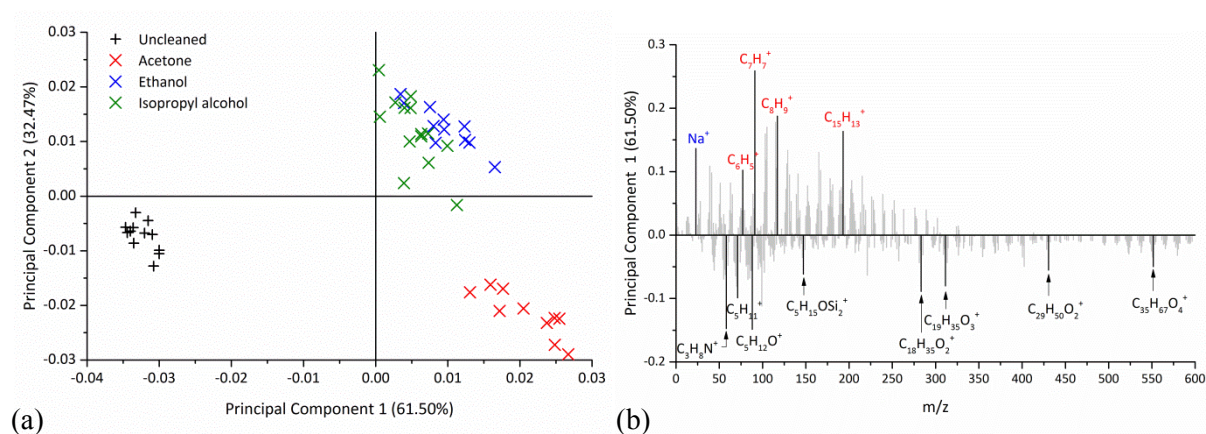 Uncleaned
Acetone
Ethanol
Isopropyl alcohol
0.03
0.02
0.01
0.00
-0.01
-0.02
-0.03
Principal Component 2 (32.47%)
-0.04 -0.03 -0.02 -0.01 0.00 0.01 0.02 0.03
Principal Component 1 (61.50%)
(a)
0.3
0.2
0.1
0.0
-0.1
-0.2
Principal Component 1 (61.50%)
C₇H₇⁺
C₈H₉⁺
C₁₅H₁₃⁺
Na⁺
C₆H₅⁺
C₅H₁₁⁺
C₅H₁₅OSi₂⁺
C₃H₈N⁺
C₅H₁₂O⁺
C₁₈H₃₅O₂⁺
C₁₉H₃₅O₃⁺
C₂₉H₅₀O₂⁺
C₃₅H₆₇O₄⁺
0 50 100 150 200 250 300 350 400 450 500 550 600
m/z
(b)